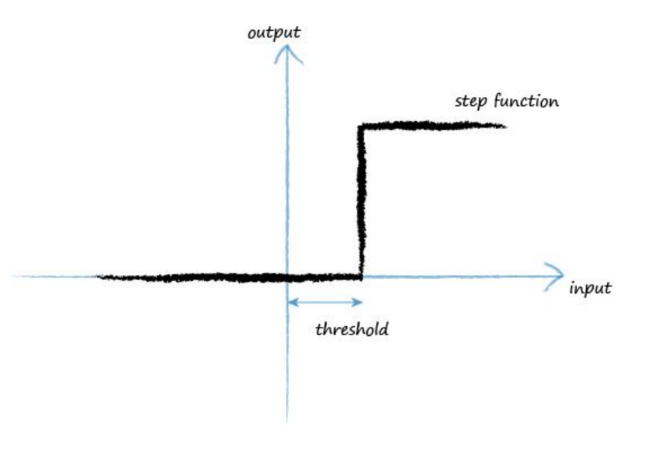 output
step function
input
threshold